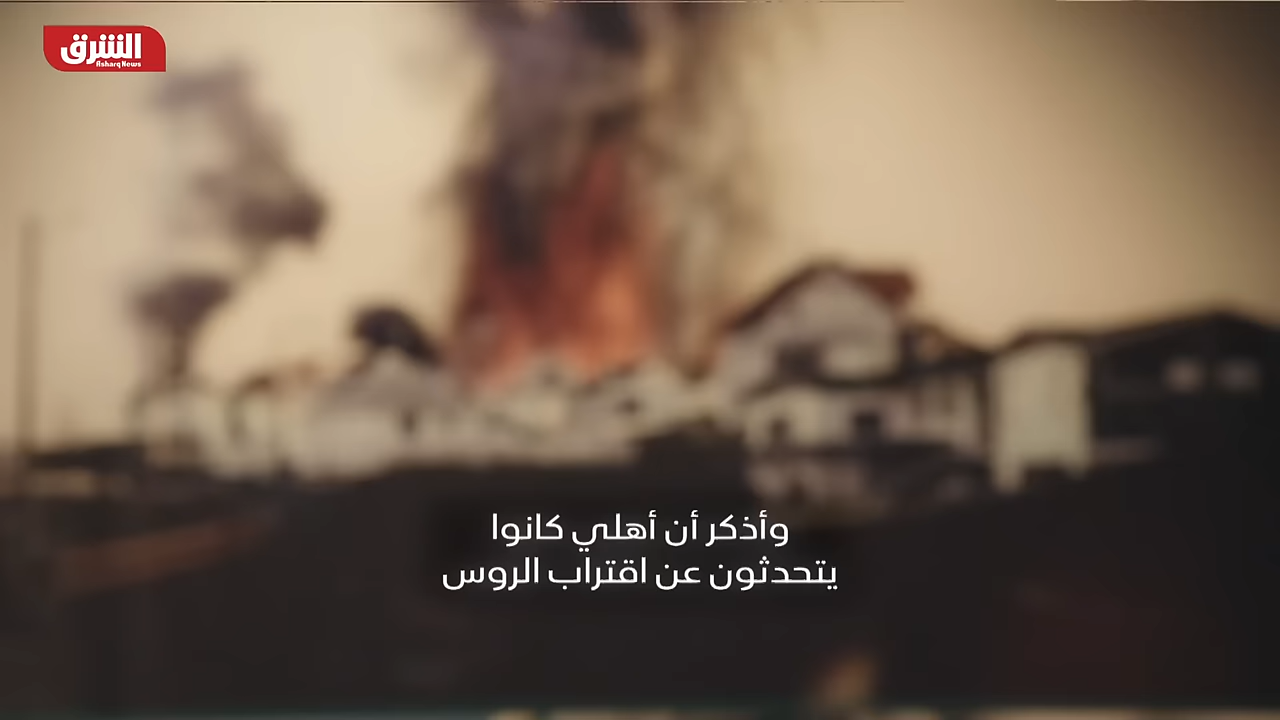 الشرق
Asharq News
وأذكر أن أهلي كانوا
يتحدثون عن اقتراب الروس